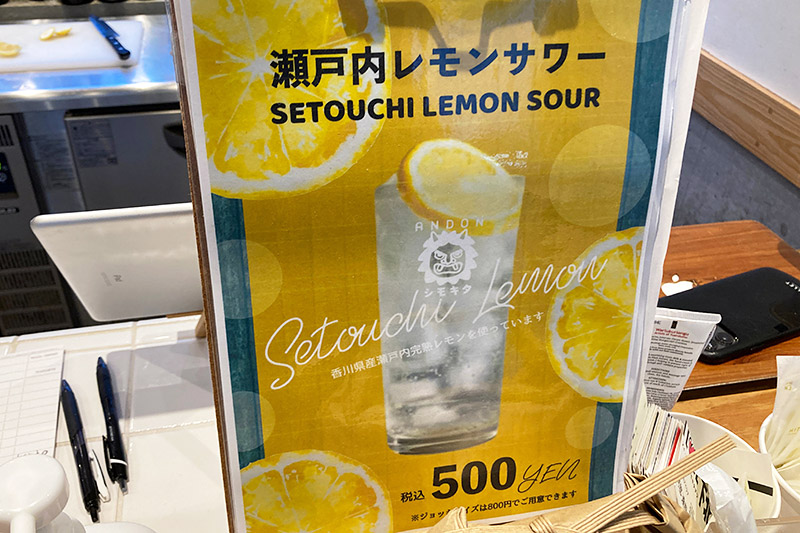 瀬戸内レモンサワー
SETOUCHI LEMON SOUR
ANDON
シモキタ
Setouchi Lemon
香川県産瀬戸内完熟レモンを使っています
税込 500 YEN
※ジョッキサイズは800円でご用意できます